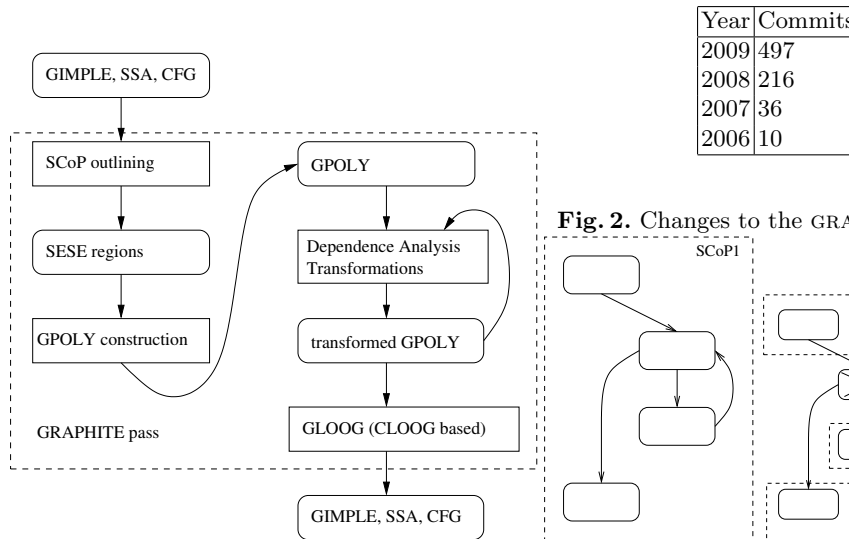 GIMPLE, SSA, CFG
SCoP outlining
SESE regions
GPOLY construction
GRAPHITE pass
GPOLY
Dependence Analysis
Transformations
transformed GPOLY
GLOOG (CLOOG based)
GIMPLE, SSA, CFG
Year Commits
2009 497
2008 216
2007 36
2006 10
Fig. 2. Changes to the GRA
SCoP1